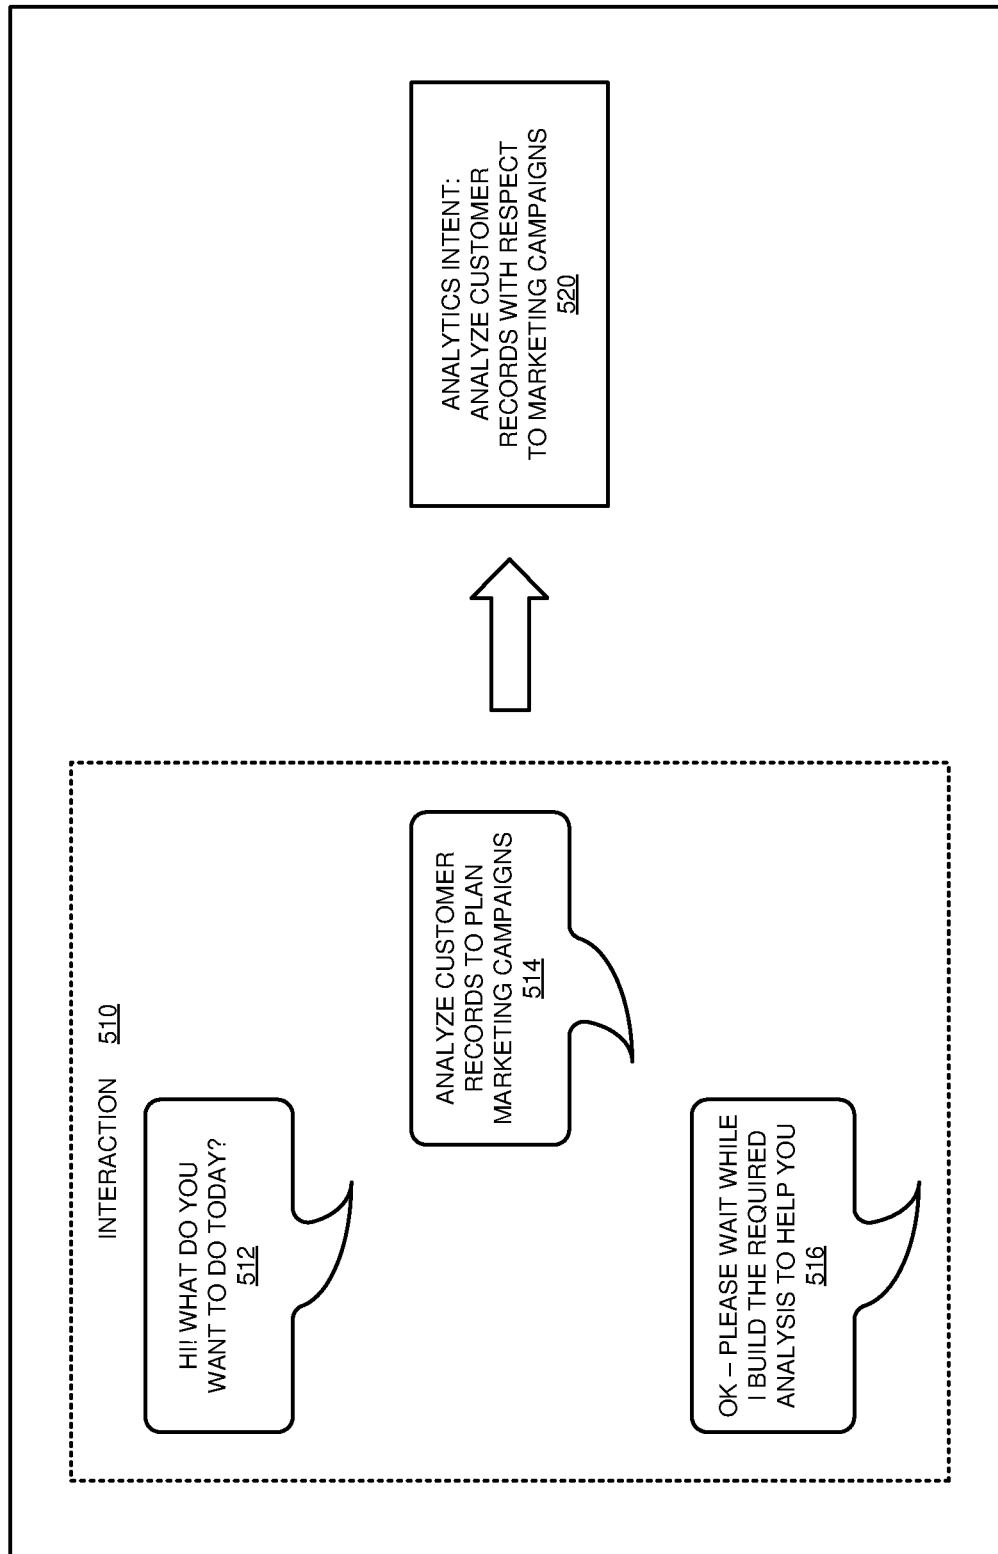 INTERACTION 510
HI! WHAT DO YOU
WANT TO DO TODAY?
512
ANALYZE CUSTOMER
RECORDS TO PLAN
MARKETING CAMPAIGNS
514
OK – PLEASE WAIT WHILE
I BUILD THE REQUIRED
ANALYSIS TO HELP YOU
516
ANALYTICS INTENT:
ANALYZE CUSTOMER
RECORDS WITH RESPECT
TO MARKETING CAMPAIGNS
520